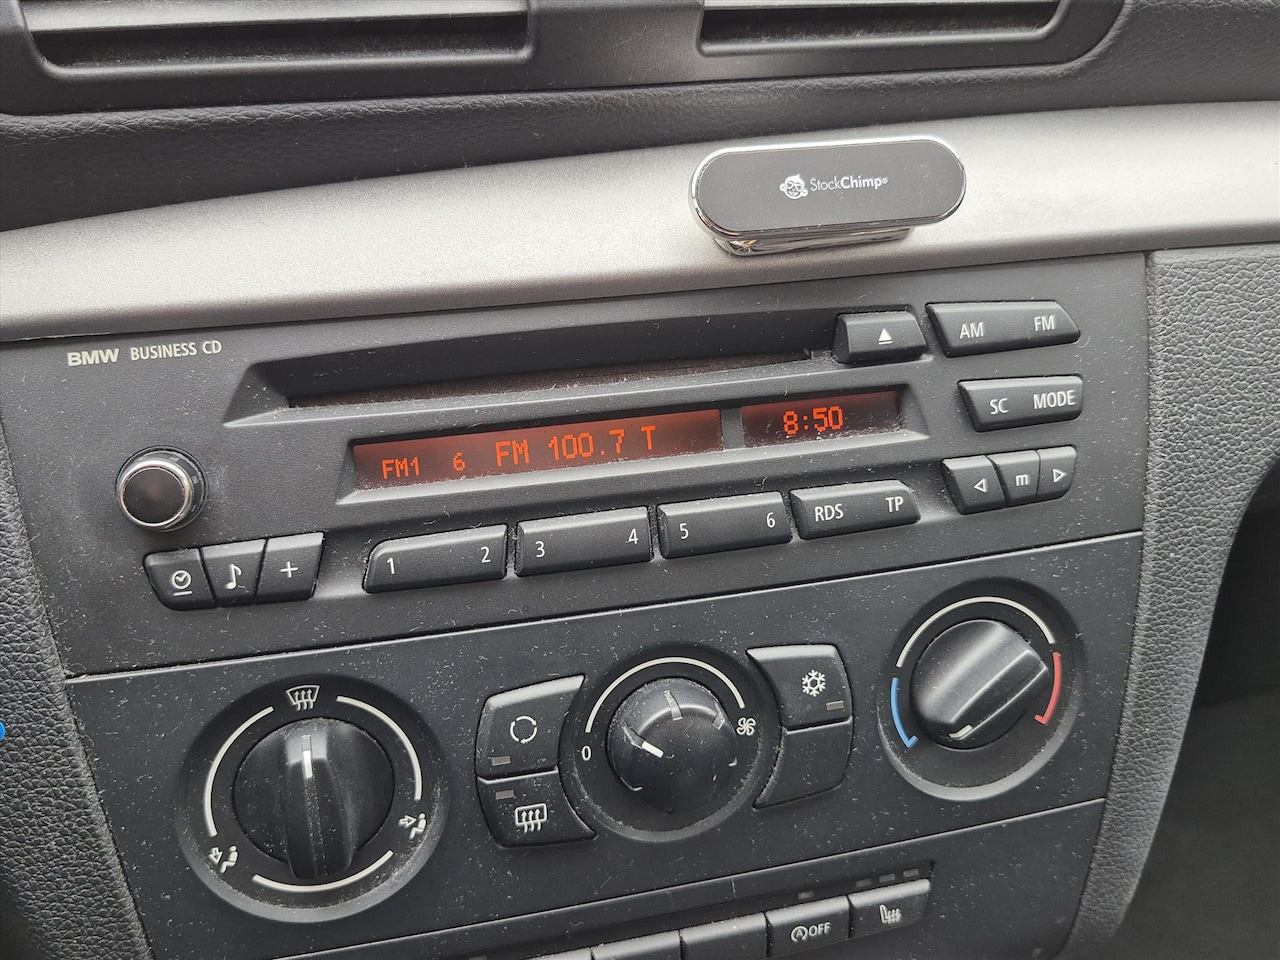 StockChimp®
BMW BUSINESS CD
AM FM
SC MODE
FM1 6 FM 100.7 T 8:50
m
1 2 3 4 5 6 RDS TP
+
0
OFF